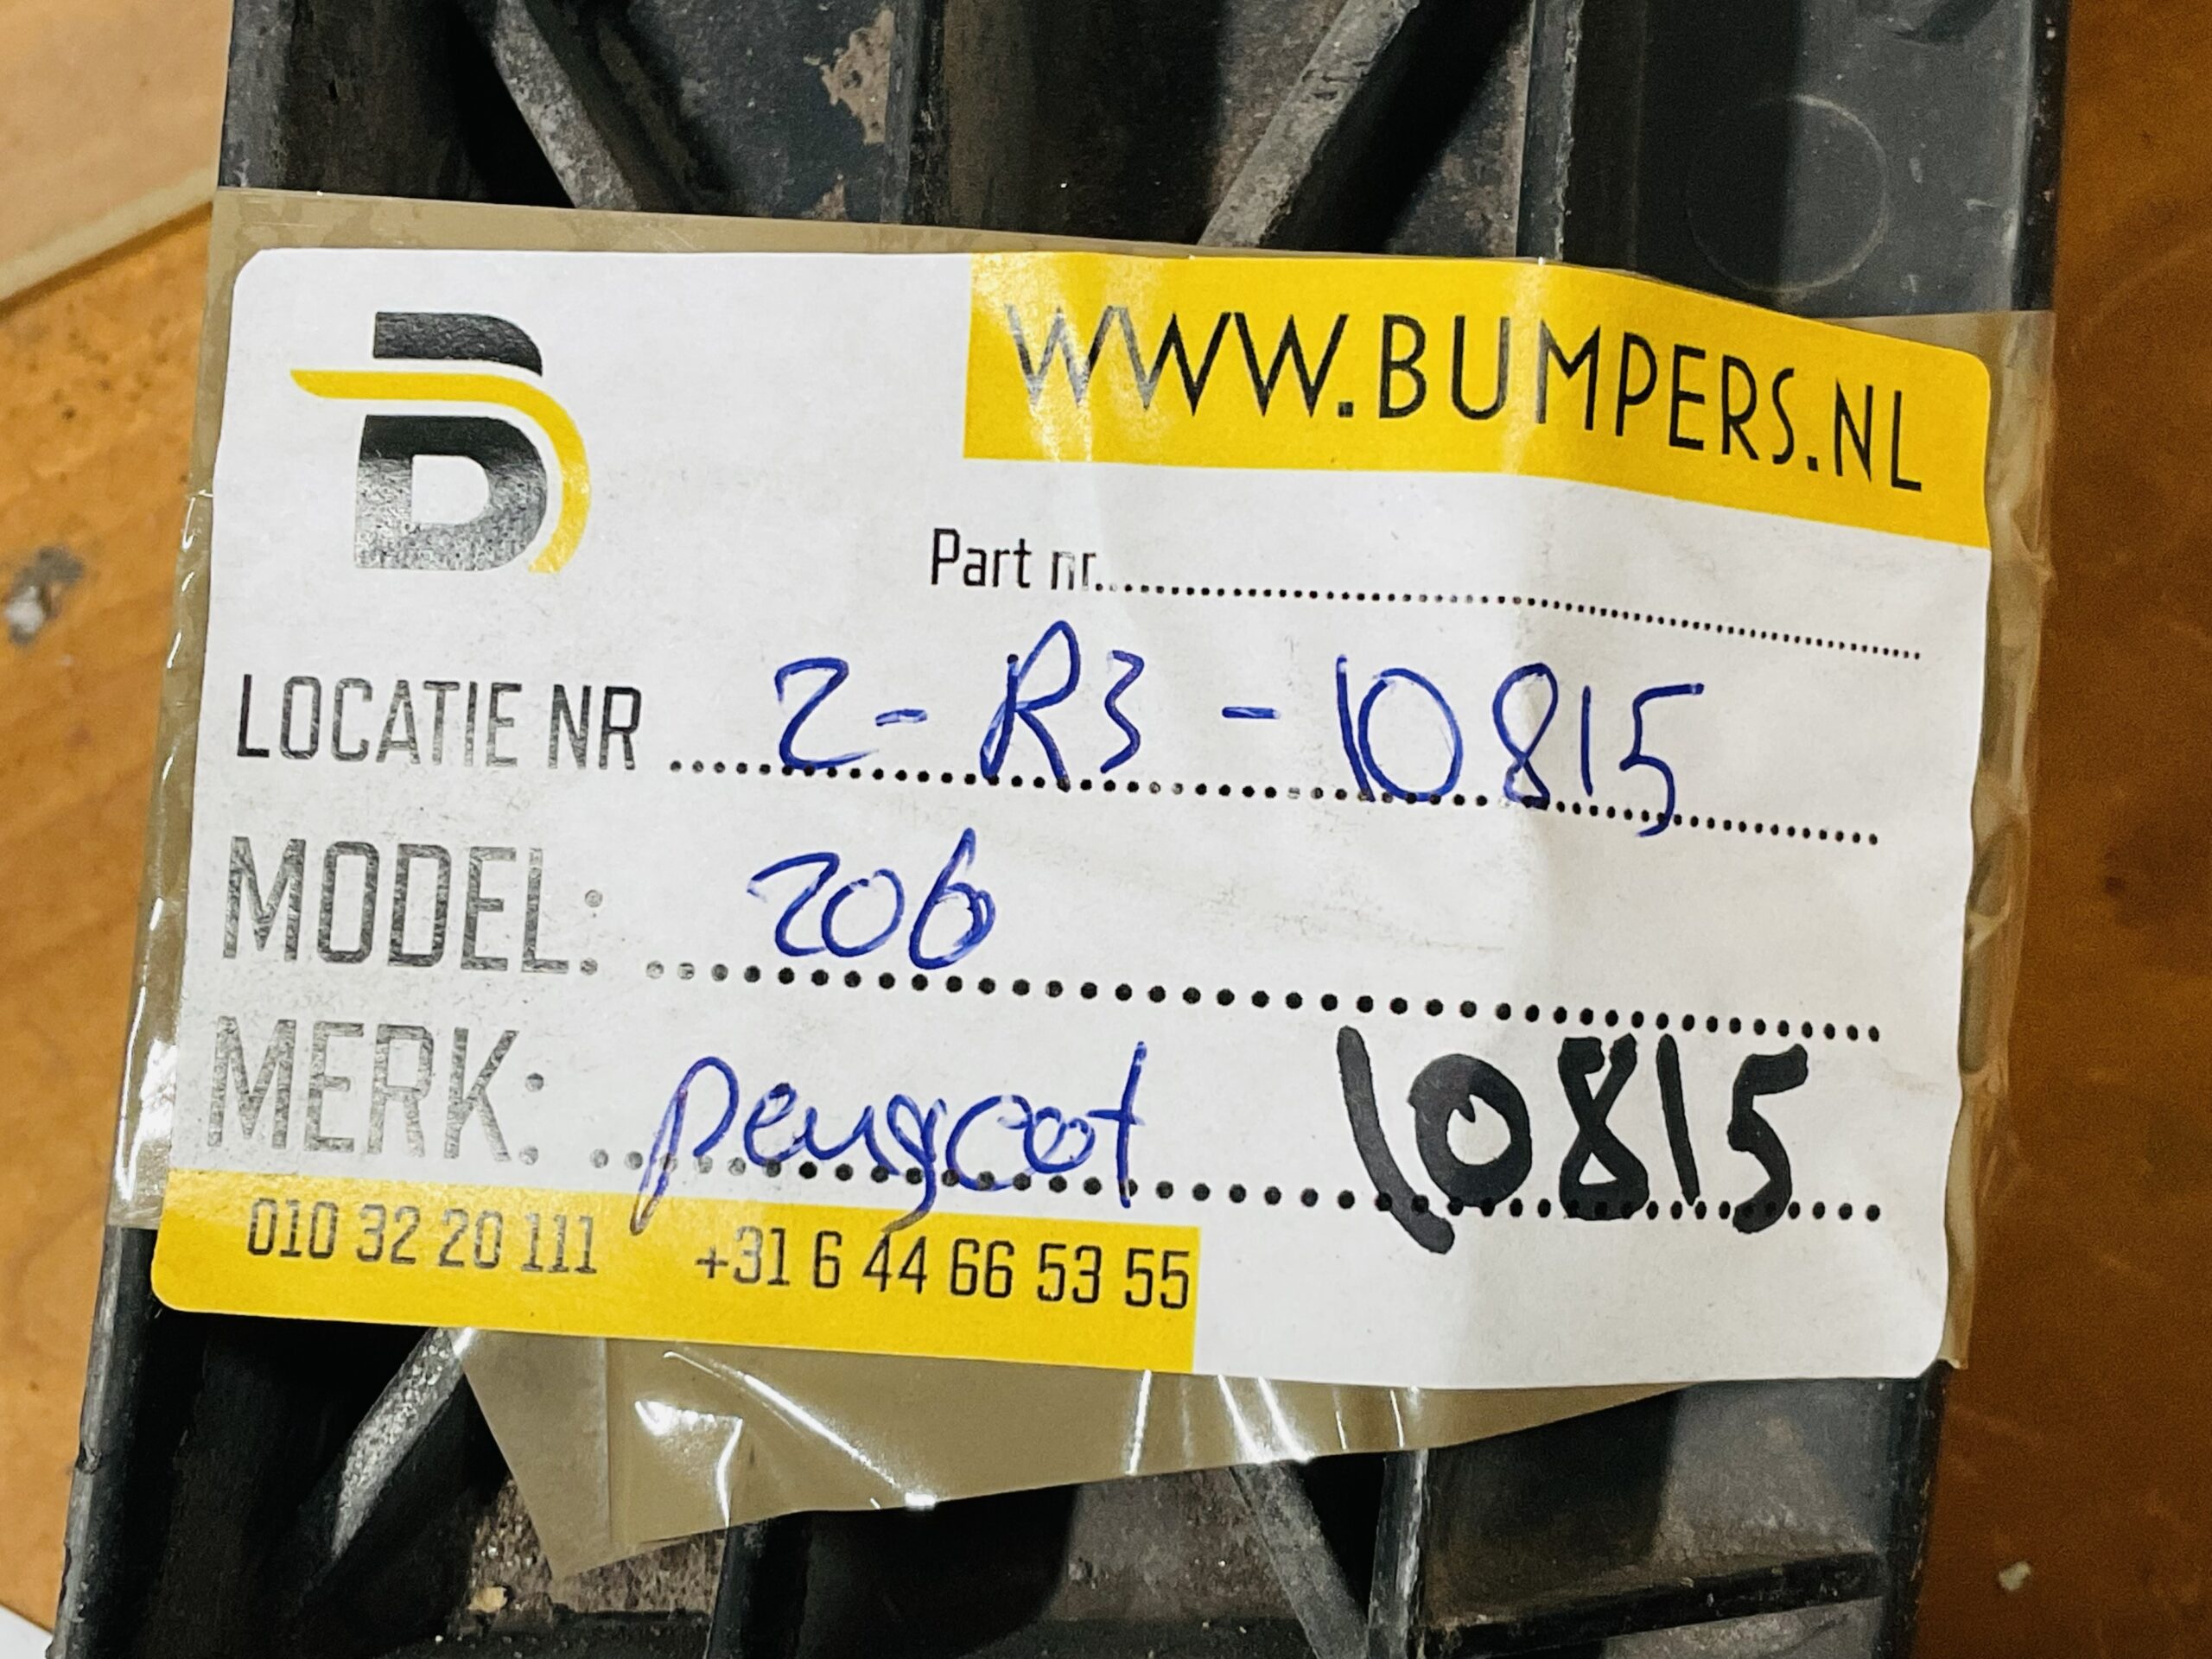 B
WWW.BUMPERS.NL
Part nr....................
LOCATIE NR .... 2-R3-10815
MODEL: .... 206
MERK: .... peugeot 10815
010 32 20 111 +31 6 44 66 53 55